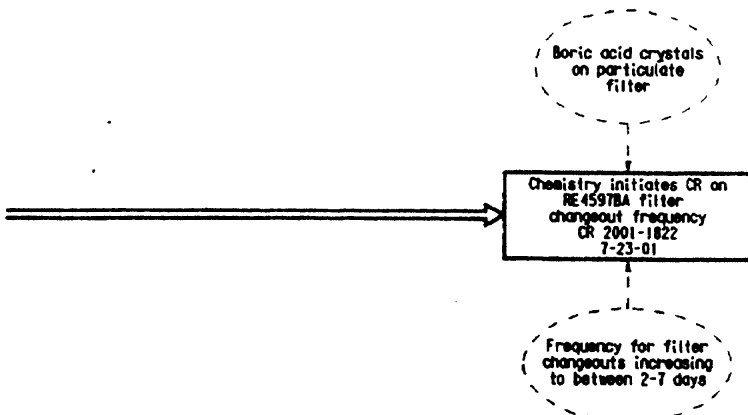 Boric acid crystals
on particulate
filter
Chemistry initiates CR on
RE4597BA filter
changeout frequency
CR 2001-1822
7-23-01
Frequency for filter
changeouts increasing
to between 2-7 days